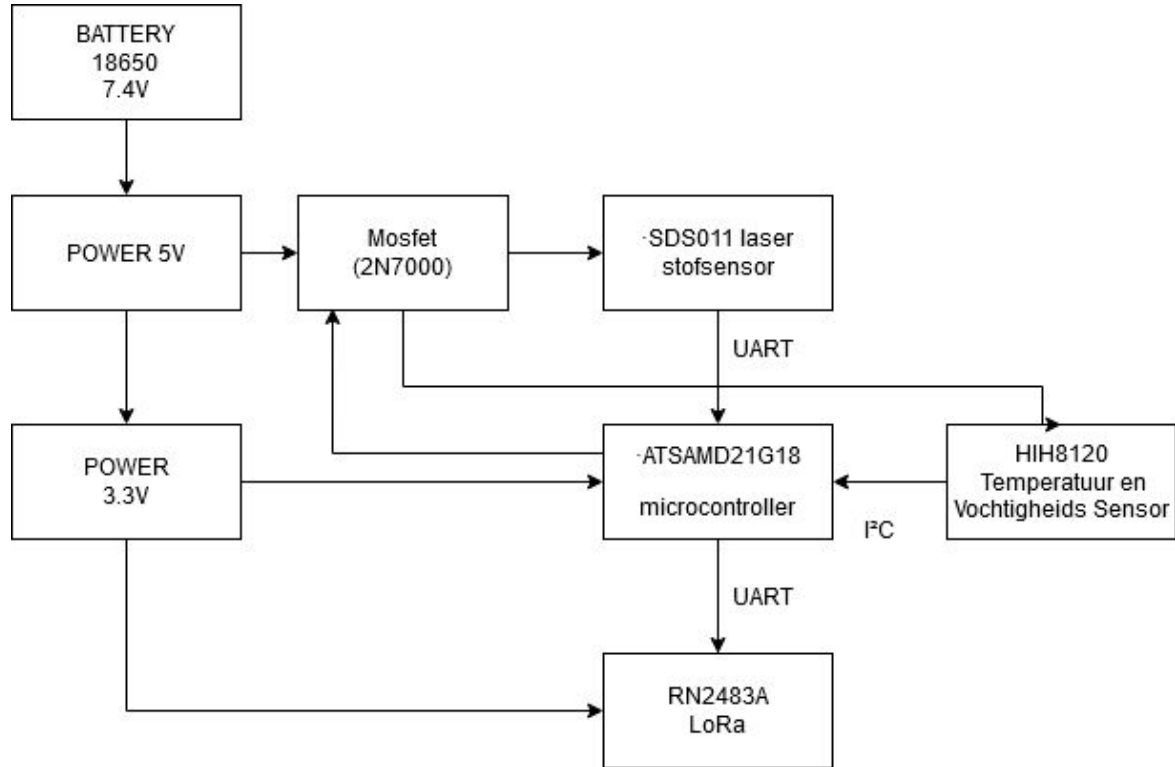 BATTERY
18650
7.4V
POWER 5V
Mosfet
(2N7000)
·SDS011 laser
stofsensor
UART
POWER
3.3V
·ATSAMD21G18
microcontroller
HIH8120
Temperatuur en
Vochtigheids Sensor
I²C
UART
RN2483A
LoRa